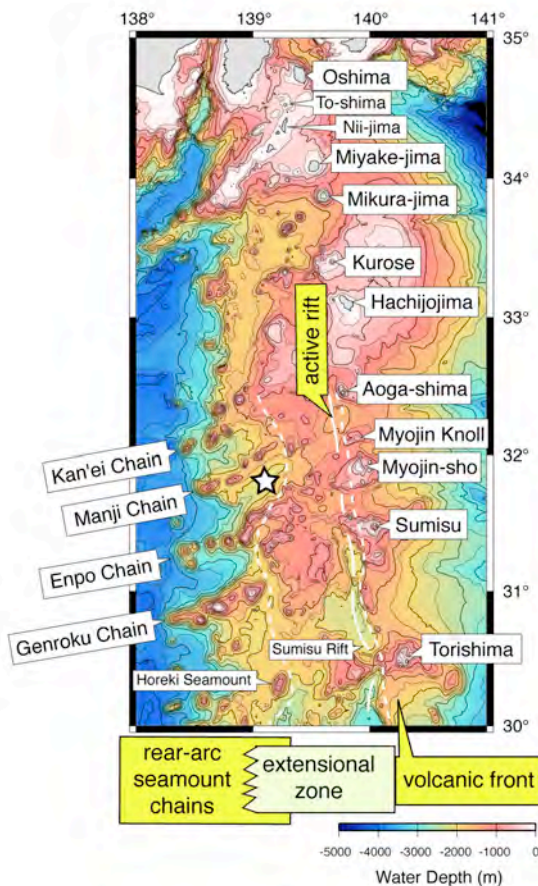 138° 139° 140° 141°
35°
Oshima
To-shima
Nii-jima
Miyake-jima
34°
Mikura-jima
Kurose
Hachijojima
active rift
33°
Aoga-shima
Myojin Knoll
Kan'ei Chain
32°
Myojin-sho
Manji Chain
Sumisu
Enpo Chain
31°
Genroku Chain
Sumisu Rift
Torishima
Horeki Seamount
30°
rear-arc
seamount
chains
extensional
zone
volcanic front
-5000 -4000 -3000 -2000 -1000 0
Water Depth (m)